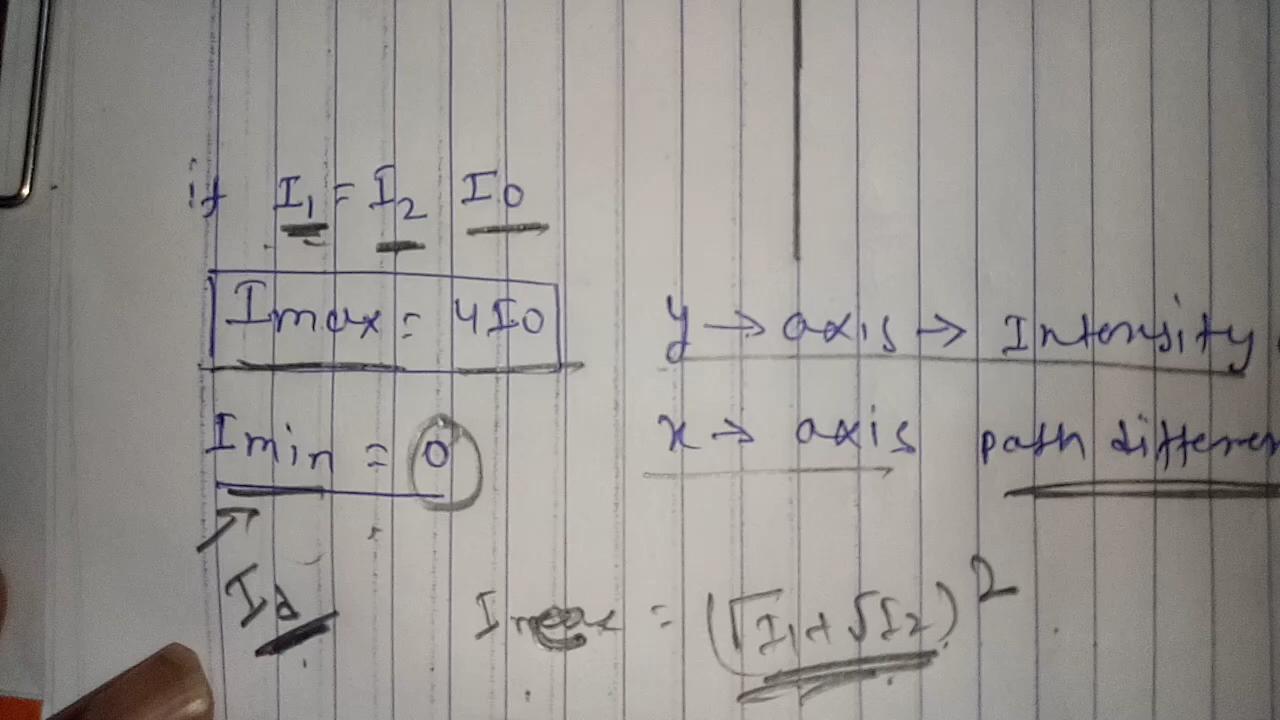 if I₁ = I₂ I0
Imax = 4I0
y → axis → Intensity
Imin = 0
x → axis path differen
Id
Imax = (√I₁ + √I₂)²